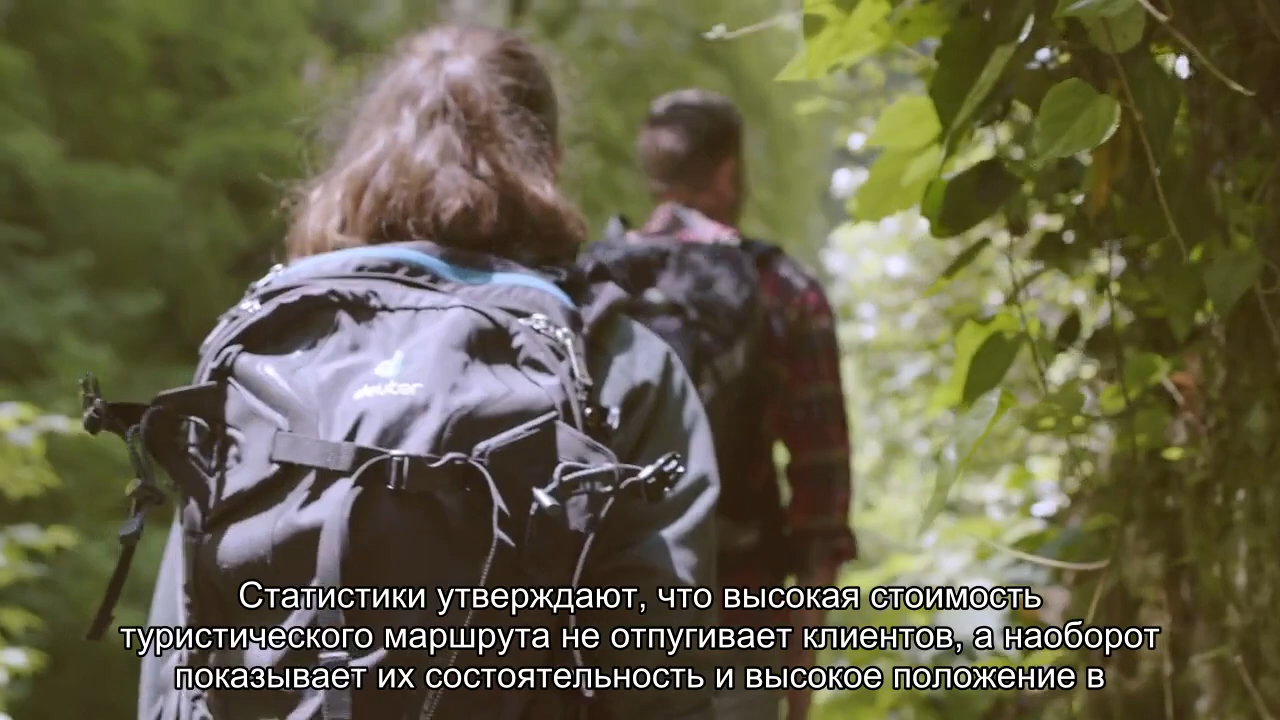 deuter
Статистики утверждают, что высокая стоимость
туристического маршрута не отпугивает клиентов, а наоборот
показывает их состоятельность и высокое положение в